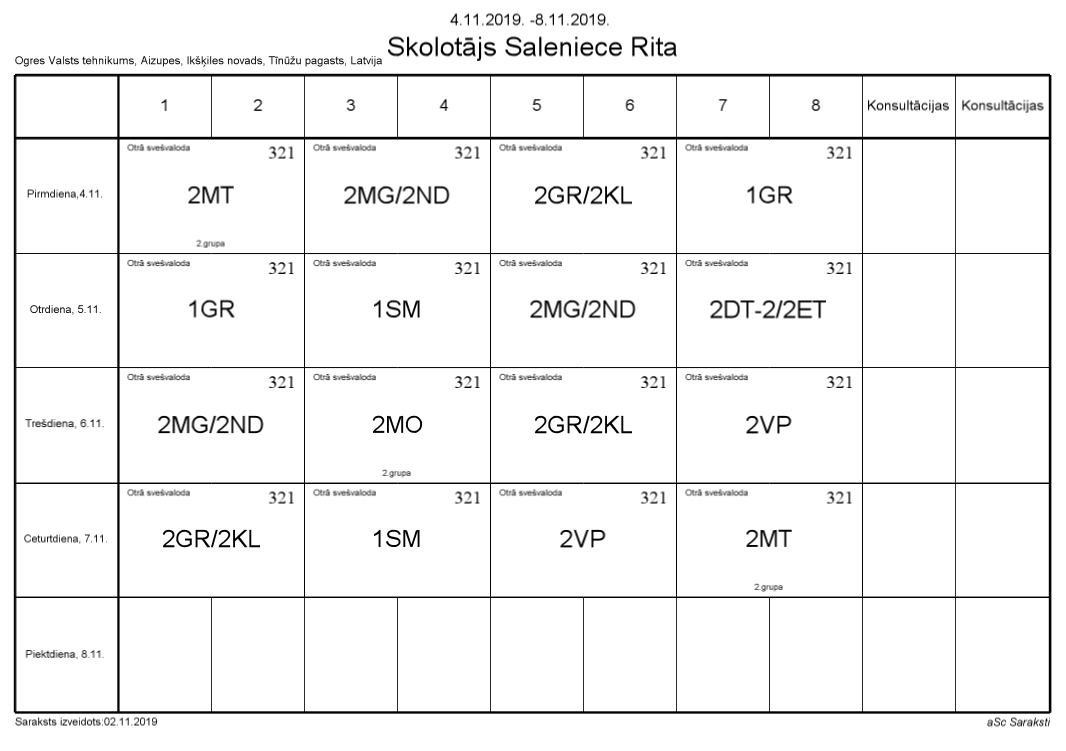 4.11.2019. -8.11.2019.
Skolotājs Saleniece Rita
Ogres Valsts tehnikums, Aizupes, Ikšķiles novads, Tīnūžu pagasts, Latvija
1 2 3 4 5 6 7 8 Konsultācijas Konsultācijas
Otrā svešvaloda 321 Otrā svešvaloda 321 Otrā svešvaloda 321 Otrā svešvaloda 321
Pirmdiena,4.11. 2MT 2MG/2ND 2GR/2KL 1GR
2.grupa
Otrā svešvaloda 321 Otrā svešvaloda 321 Otrā svešvaloda 321 Otrā svešvaloda 321
Otrdiena, 5.11. 1GR 1SM 2MG/2ND 2DT-2/2ET
Otrā svešvaloda 321 Otrā svešvaloda 321 Otrā svešvaloda 321 Otrā svešvaloda 321
Trešdiena, 6.11. 2MG/2ND 2MO 2GR/2KL 2VP
2.grupa
Otrā svešvaloda 321 Otrā svešvaloda 321 Otrā svešvaloda 321 Otrā svešvaloda 321
Ceturtdiena, 7.11. 2GR/2KL 1SM 2VP 2MT
2.grupa
Piektdiena, 8.11.
Saraksts izveidots:02.11.2019 aSc Saraksti